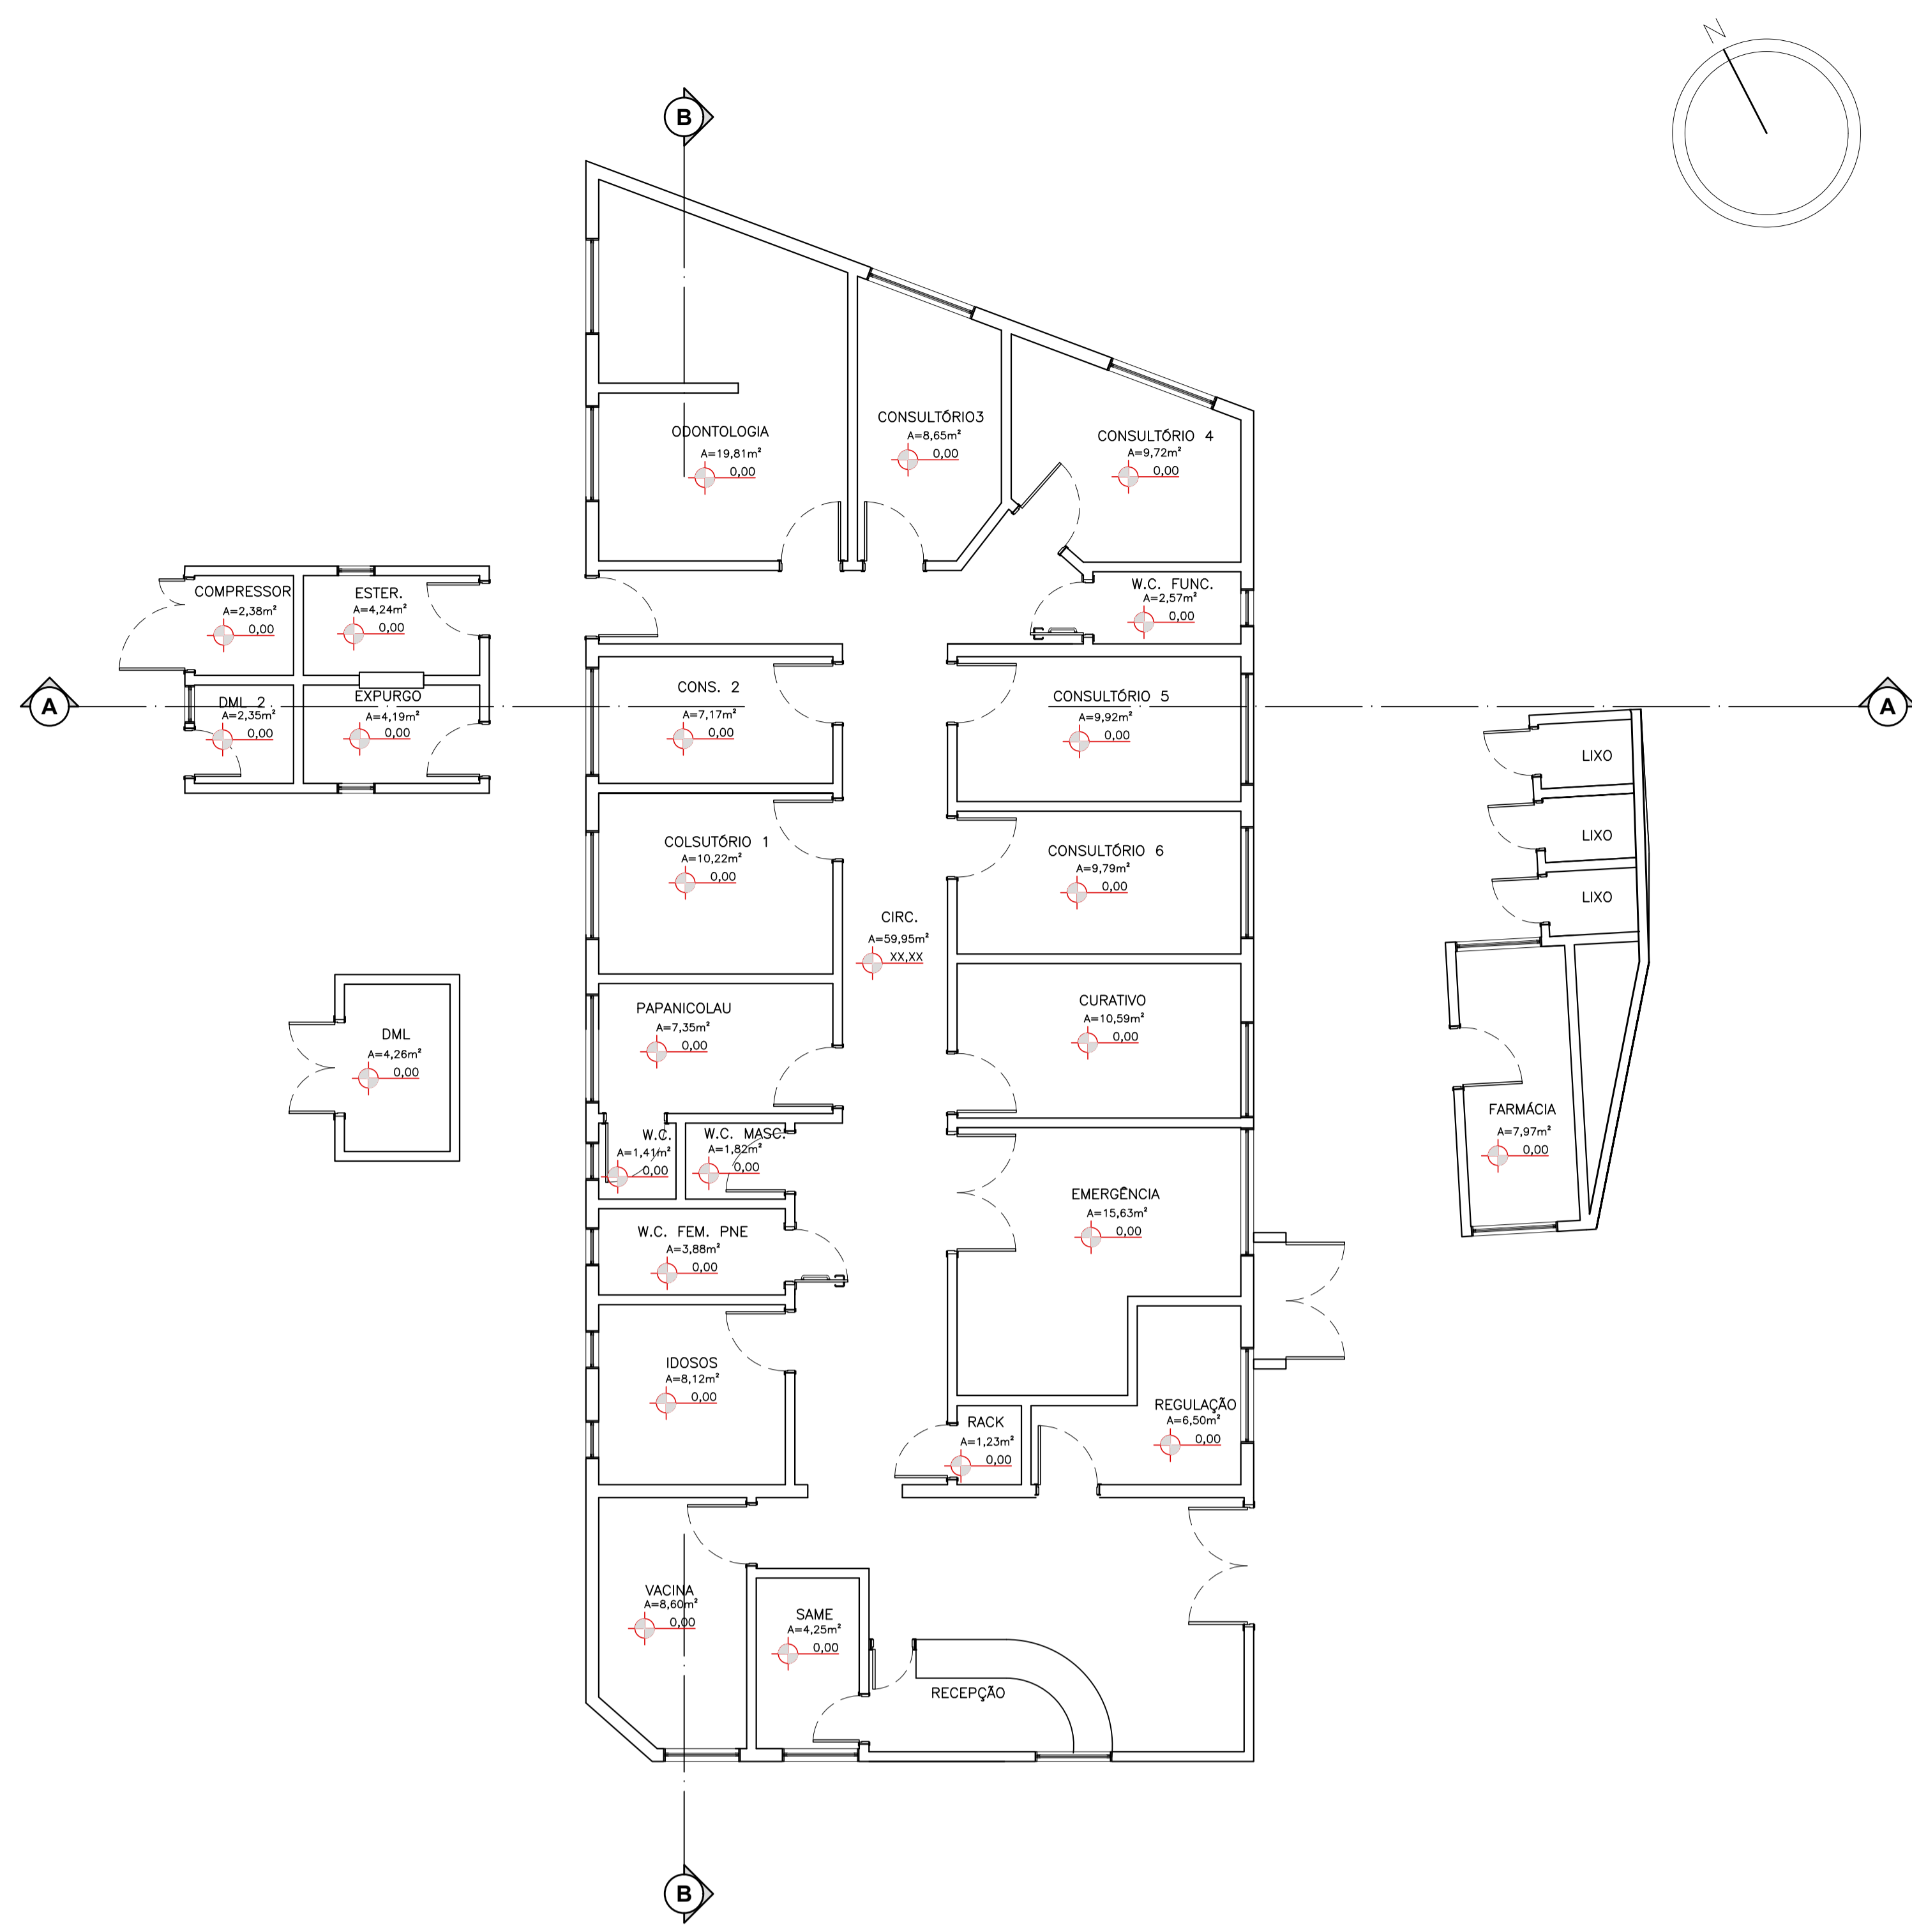 N
B
ODONTOLOGIA
A=19,81m²
0,00
CONSULTÓRIO3
A=8,65m²
0,00
CONSULTÓRIO 4
A=9,72m²
0,00
COMPRESSOR
A=2,38m²
0,00
ESTER.
A=4,24m²
0,00
W.C. FUNC.
A=2,57m²
0,00
A
DML 2
A=2,35m²
0,00
EXPURGO
A=4,19m²
0,00
CONS. 2
A=7,17m²
0,00
CONSULTÓRIO 5
A=9,92m²
0,00
A
LIXO
LIXO
LIXO
COLSUTÓRIO 1
A=10,22m²
0,00
CONSULTÓRIO 6
A=9,79m²
0,00
CIRC.
A=59,95m²
XX,XX
PAPANICOLAU
A=7,35m²
0,00
CURATIVO
A=10,59m²
0,00
DML
A=4,26m²
0,00
FARMÁCIA
A=7,97m²
0,00
W.C.
A=1,41m²
0,00
W.C. MASC.
A=1,82m²
0,00
EMERGÊNCIA
A=15,63m²
0,00
W.C. FEM. PNE
A=3,88m²
0,00
IDOSOS
A=8,12m²
0,00
RACK
A=1,23m²
0,00
REGULAÇÃO
A=6,50m²
0,00
VACINA
A=8,60m²
0,00
SAME
A=4,25m²
0,00
RECEPÇÃO
B